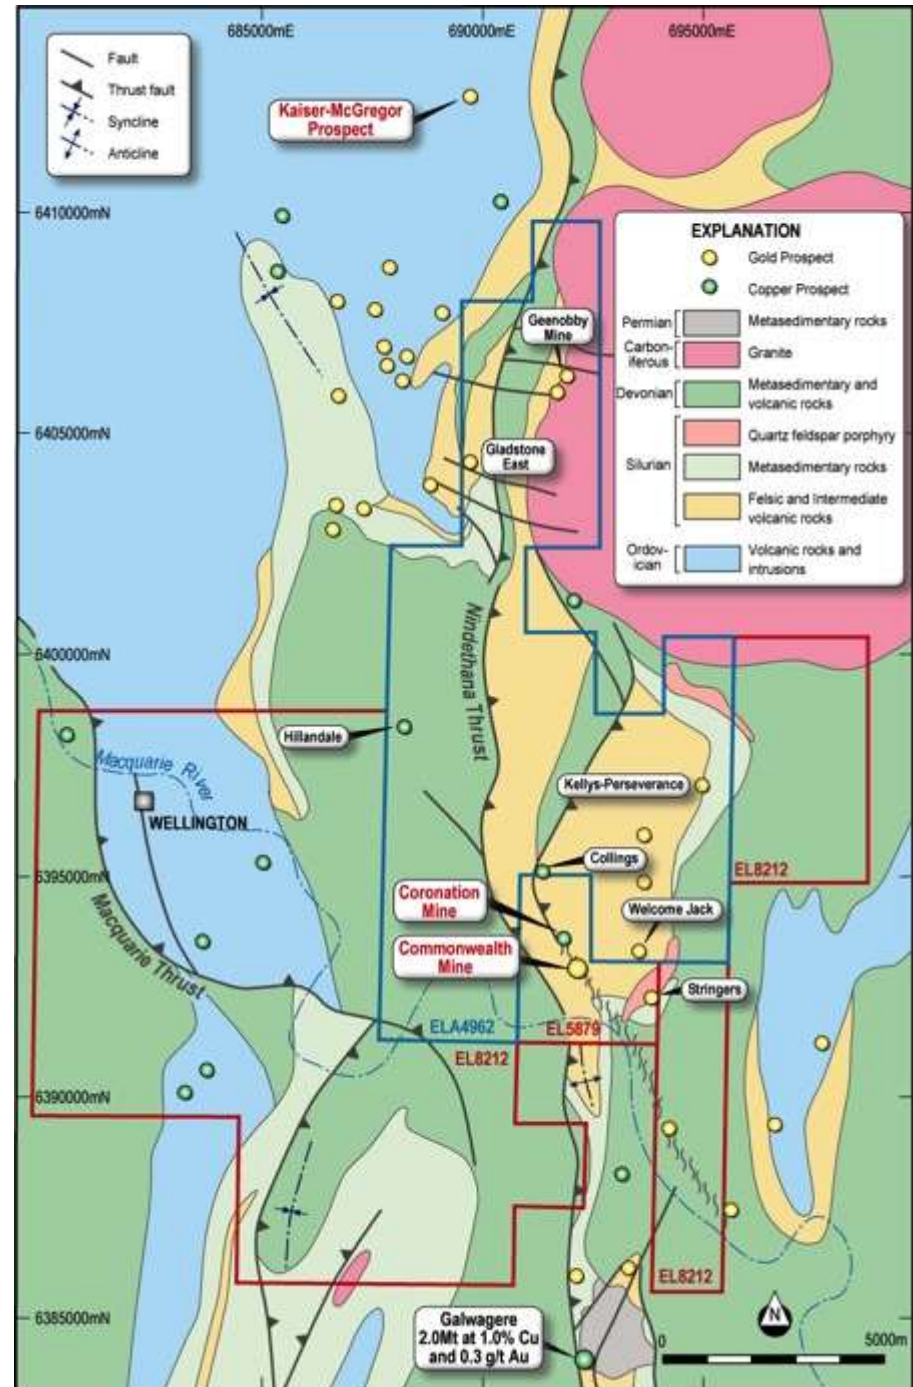 685000mE
690000mE
695000mE
Fault
Thrust fault
Syncline
Anticline
Kaiser-McGregor
Prospect
6410000mN
EXPLANATION
Gold Prospect
Copper Prospect
Permian
Metasedimentary rocks
Carbon-
iferous
Granite
Devonian
Metasedimentary and
volcanic rocks
Quartz feldspar porphyry
Silurian
Metasedimentary rocks
Felsic and Intermediate
volcanic rocks
Ordov-
ician
Volcanic rocks and
intrusions
Geenobby
Mine
6405000mN
Gladstone
East
Nindethana Thrust
6400000mN
Hillandale
Macquarie River
WELLINGTON
Kellys-Perseverance
Collings
EL8212
6395000mN
Coronation
Mine
Welcome Jack
Macquarie Thrust
Commonwealth
Mine
Stringers
ELA4962
EL5879
EL8212
6390000mN
EL8212
6385000mN
Galwagere
2.0Mt at 1.0% Cu
and 0.3 g/t Au
N
0
5000m